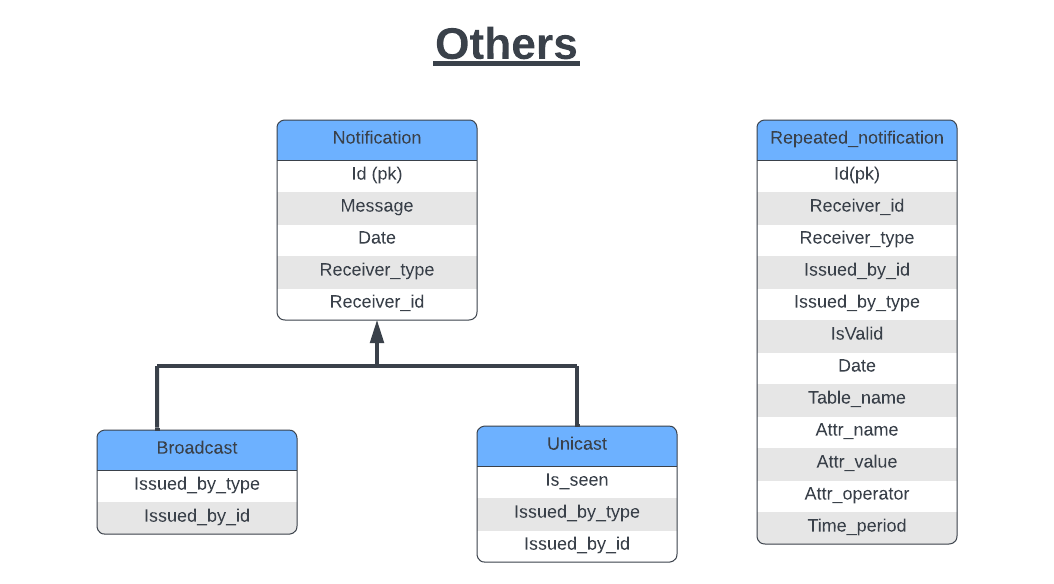 Others
Notification
Id (pk)
Message
Date
Receiver_type
Receiver_id
Repeated_notification
Id(pk)
Receiver_id
Receiver_type
Issued_by_id
Issued_by_type
IsValid
Date
Table_name
Attr_name
Attr_value
Attr_operator
Time_period
Broadcast
Issued_by_type
Issued_by_id
Unicast
Is_seen
Issued_by_type
Issued_by_id